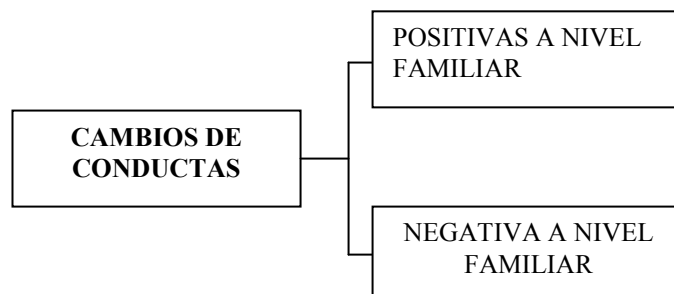 POSITIVAS A NIVEL
FAMILIAR
CAMBIOS DE
CONDUCTAS
NEGATIVA A NIVEL
FAMILIAR